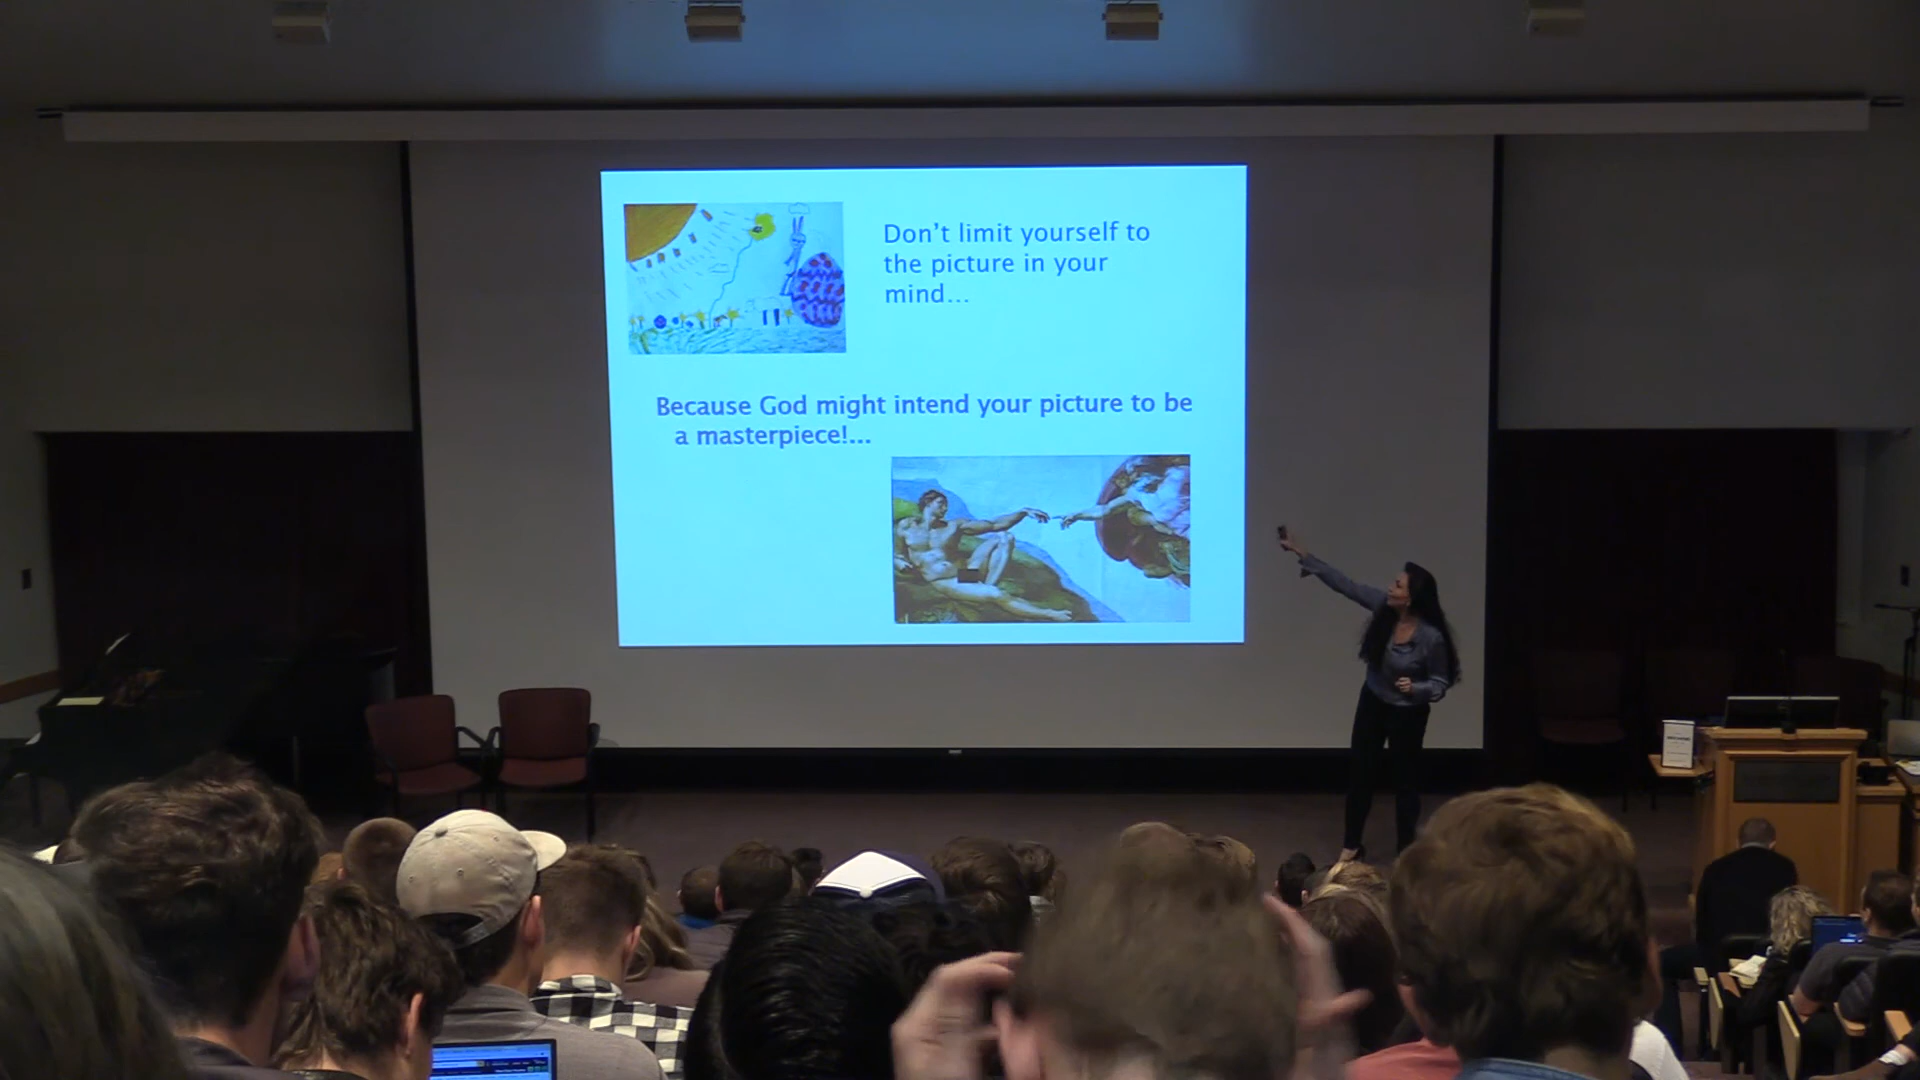 Don't limit yourself to
the picture in your
mind...
Because God might intend your picture to be
a masterpiece!...